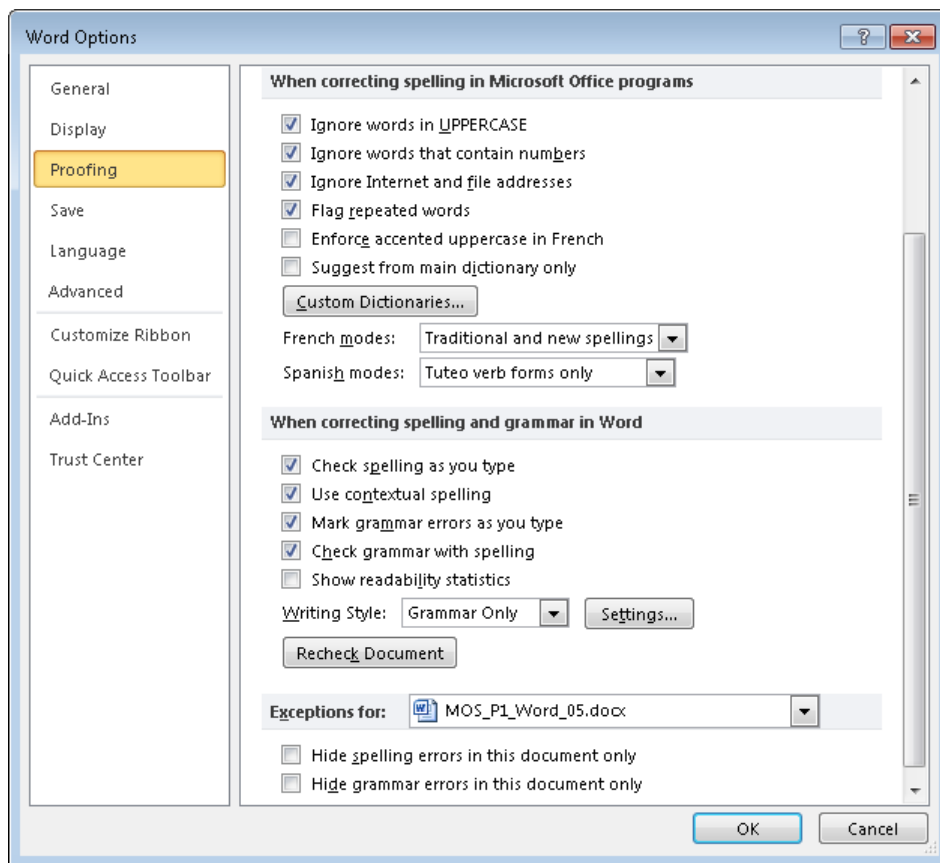 Word Options
General
Display
Proofing
Save
Language
Advanced
Customize Ribbon
Quick Access Toolbar
Add-Ins
Trust Center
When correcting spelling in Microsoft Office programs
Ignore words in UPPERCASE
Ignore words that contain numbers
Ignore Internet and file addresses
Flag repeated words
Enforce accented uppercase in French
Suggest from main dictionary only
Custom Dictionaries...
French modes: Traditional and new spellings
Spanish modes: Tuteo verb forms only
When correcting spelling and grammar in Word
Check spelling as you type
Use contextual spelling
Mark grammar errors as you type
Check grammar with spelling
Show readability statistics
Writing Style: Grammar Only Settings...
Recheck Document
Exceptions for: MOS_P1_Word_05.docx
Hide spelling errors in this document only
Hide grammar errors in this document only
OK Cancel